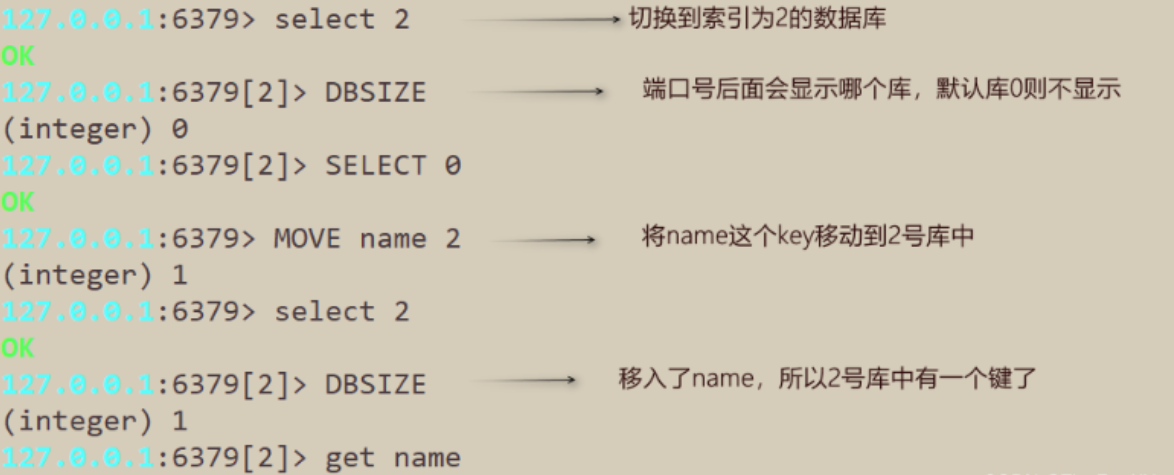 127.0.0.1:6379> select 2 切换到索引为2的数据库
OK
127.0.0.1:6379[2]> DBSIZE 端口号后面会显示哪个库，默认库0则不显示
(integer) 0
127.0.0.1:6379[2]> SELECT 0
OK
127.0.0.1:6379> MOVE name 2 将name这个key移动到2号库中
(integer) 1
127.0.0.1:6379> select 2
OK
127.0.0.1:6379[2]> DBSIZE 移入了name，所以2号库中有一个键了
(integer) 1
127.0.0.1:6379[2]> get name